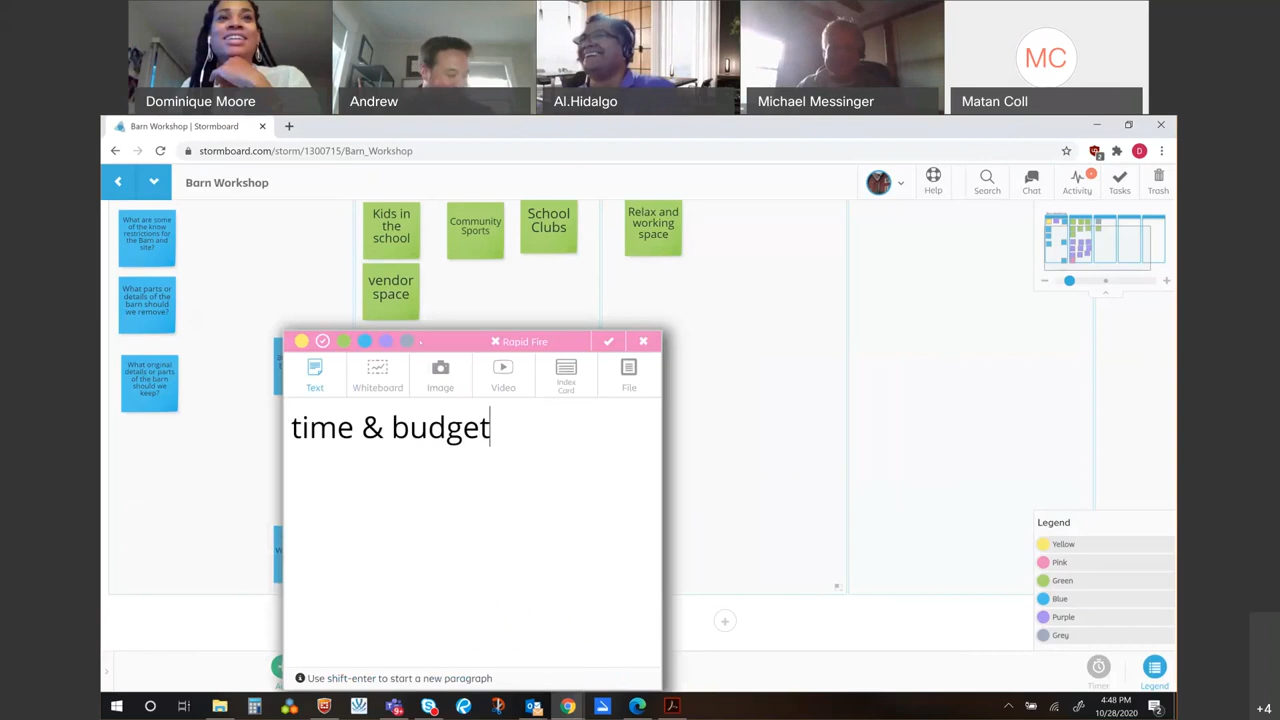 Dominique Moore
Andrew
Al.Hidalgo
Michael Messinger
MC
Matan Coll
Barn Workshop | Stormboard
stormboard.com/storm/1300715/Barn_Workshop
D
Barn Workshop
Help
Search
Chat
Activity
Tasks
Trash
What are some
of the know
restrictions for
the Barn and
site?
What parts or
details of the
barn should we
remove?
What original
details or parts
of the barn
should we
keep?
Kids in
the
school
Community
Sports
School
Clubs
Relax and
working
space
vendor
space
Rapid Fire
Text
Whiteboard
Image
Video
Index
Card
File
time & budget
Use shift-enter to start a new paragraph
Legend
Yellow
Pink
Green
Blue
Purple
Grey
Timer
Legend
4:48 PM
10/28/2020
2
+4